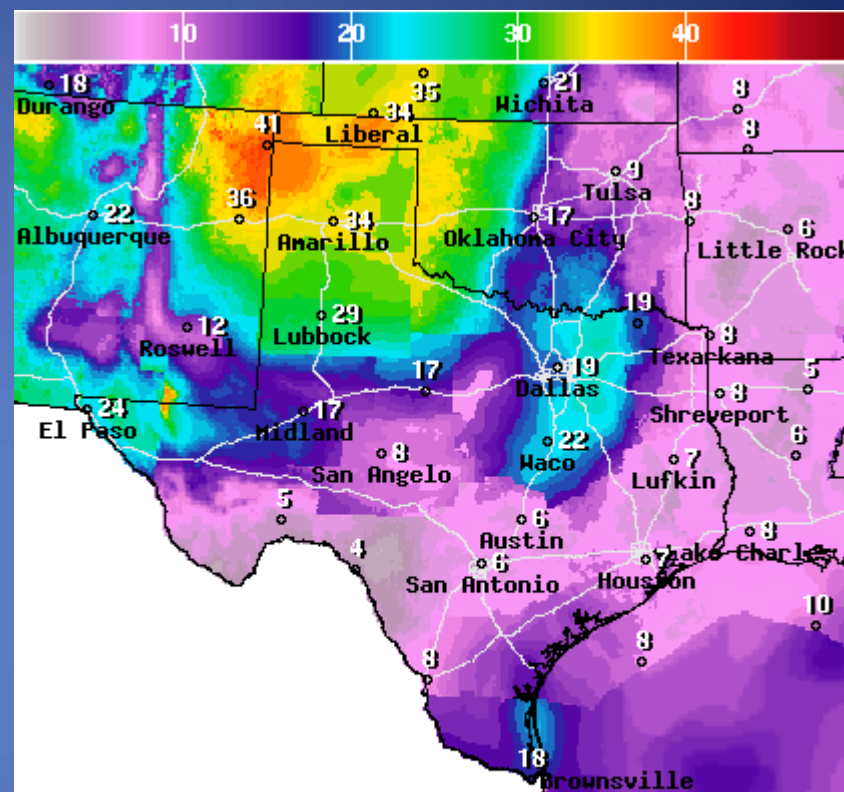 10 20 30 40
18
Durango
35
21
Wichita
34
Liberal
8
41
8
9
Tulsa
22
Albuquerque
36
34
Amarillo
17
Oklahoma City
8
6
Little Rock
12
Roswell
29
Lubbock
19
8
Texarkana
17
19
Dallas
8
Shreveport
5
24
El Paso
17
Midland
22
Waco
8
San Angelo
7
Lufkin
6
5
6
Austin
8
Lake Charles
4
6
San Antonio
7
Houston
10
8
8
18
Brownsville